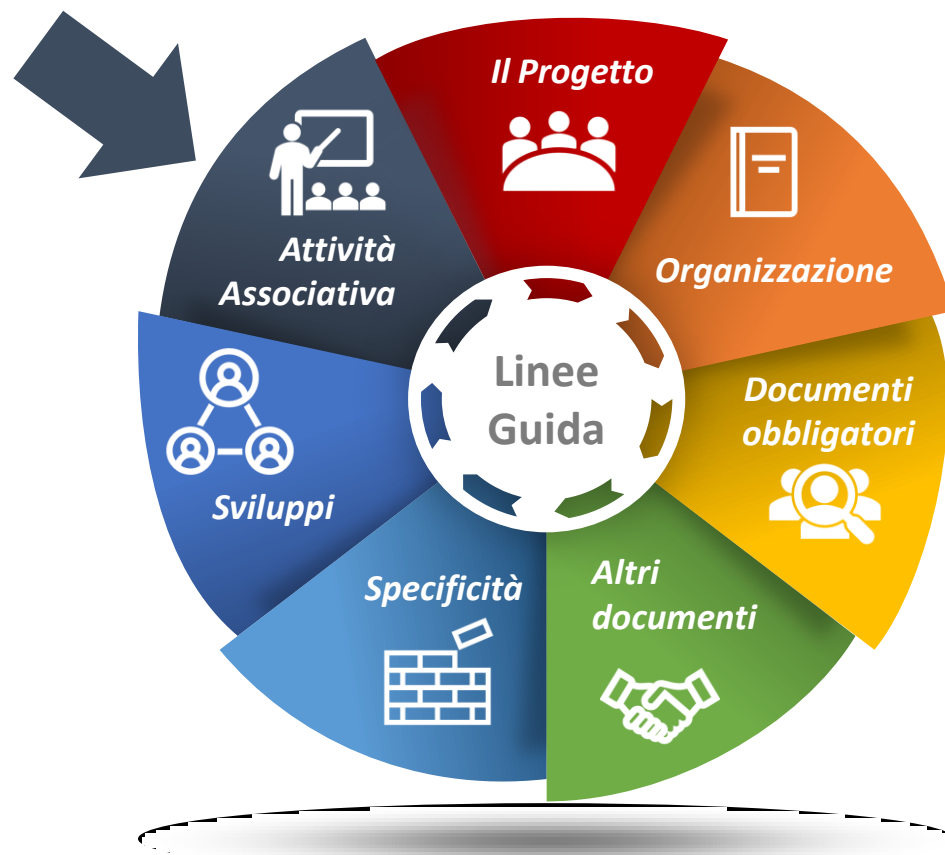 Il Progetto
Organizzazione
Documenti
obbligatori
Altri
documenti
Specificità
Sviluppi
Attività
Associativa
Linee
Guida